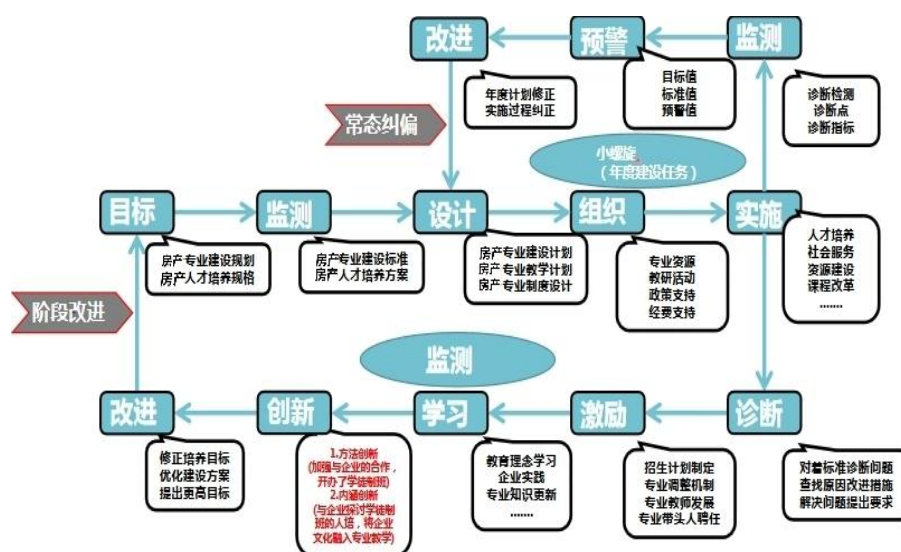 改进
预警
监测
年度计划修正
实施过程纠正
目标值
标准值
预警值
诊断检测
诊断点
诊断指标
常态纠偏
小螺旋
(年度建设任务)
目标
监测
设计
组织
实施
房产专业建设规划
房产人才培养规格
房产专业建设标准
房产人才培养方案
房产专业建设计划
房产专业教学计划
房产专业制度设计
专业资源
教研活动
政策支持
经要支持
人才培养
社会服务
资源建设
课程改革
……
阶段改进
监测
改进
创新
学习
激励
诊断
修正培养目标
优化建设方案
提出更高目标
1.方法创新
(加强与企业的合作,
开办了学徒制班)
2.内涵创新
(与企业探讨学徒制
班的人培,将企业
文化融入专业教学)
教育理念学习
企业实践
专业知识更新
……
招生计划制定
专业调整机制
专业教师发展
专业带头人聘任
对着标准诊断问题
查找原因改进措施
解决问题提出要求